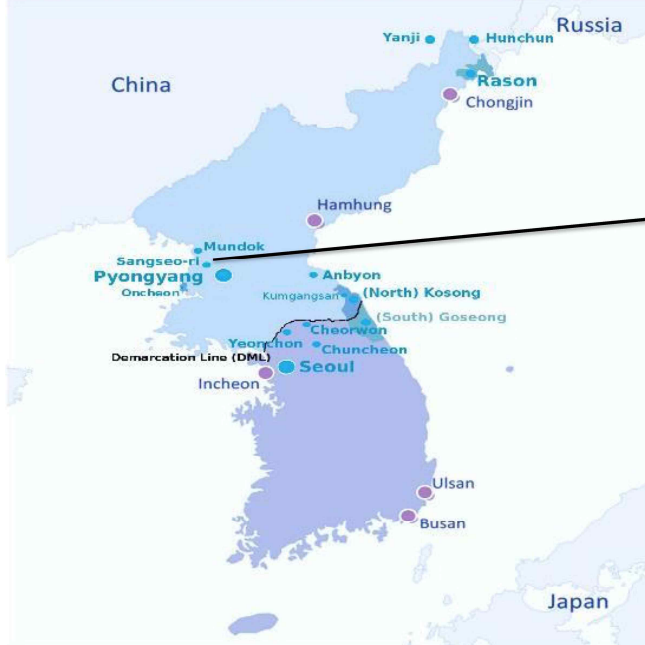 Russia
Yanji
Hunchun
China
Rason
Chongjin
Hamhung
Mundok
Sangseo-ri
Pyongyang
Anbyon
Oncheon
Kumgangsan
(North) Kosong
(South) Goseong
Cheorwon
Yeonchon
Chuncheon
Demarcation Line (DML)
Seoul
Incheon
Ulsan
Busan
Japan